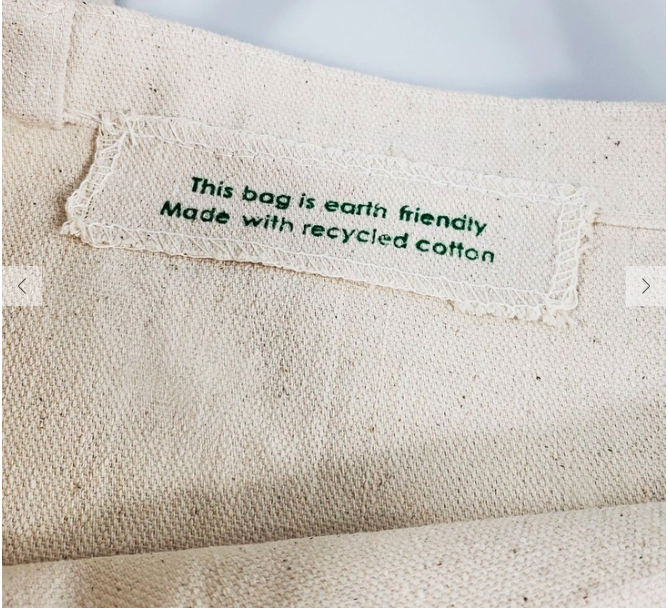 This bag is earth friendly
Made with recycled cotton